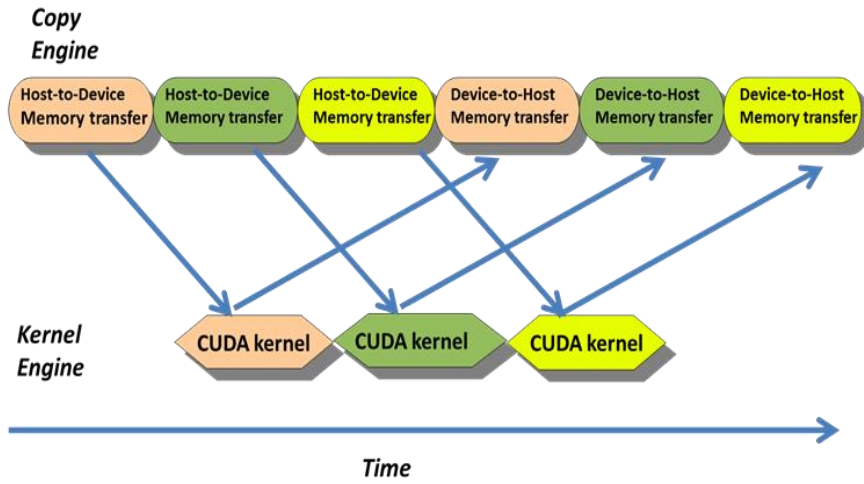 Copy
Engine
Host-to-Device
Memory transfer
Host-to-Device
Memory transfer
Host-to-Device
Memory transfer
Device-to-Host
Memory transfer
Device-to-Host
Memory transfer
Device-to-Host
Memory transfer
Kernel
Engine
CUDA kernel
CUDA kernel
CUDA kernel
Time